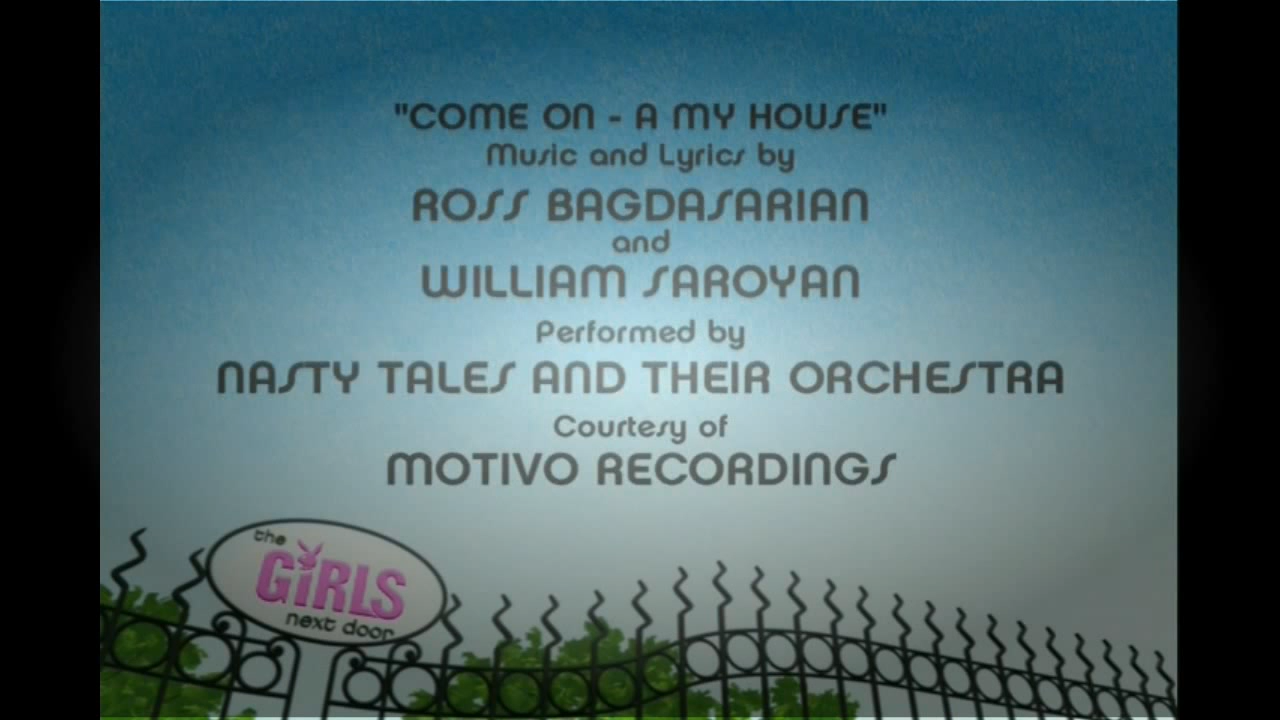 "COME ON - A MY HOUSE"
Music and Lyrics by
ROSS BAGDASARIAN
and
WILLIAM SAROYAN
Performed by
NASTY TALES AND THEIR ORCHESTRA
Courtesy of
MOTIVO RECORDINGS
the
GiRLS
next door